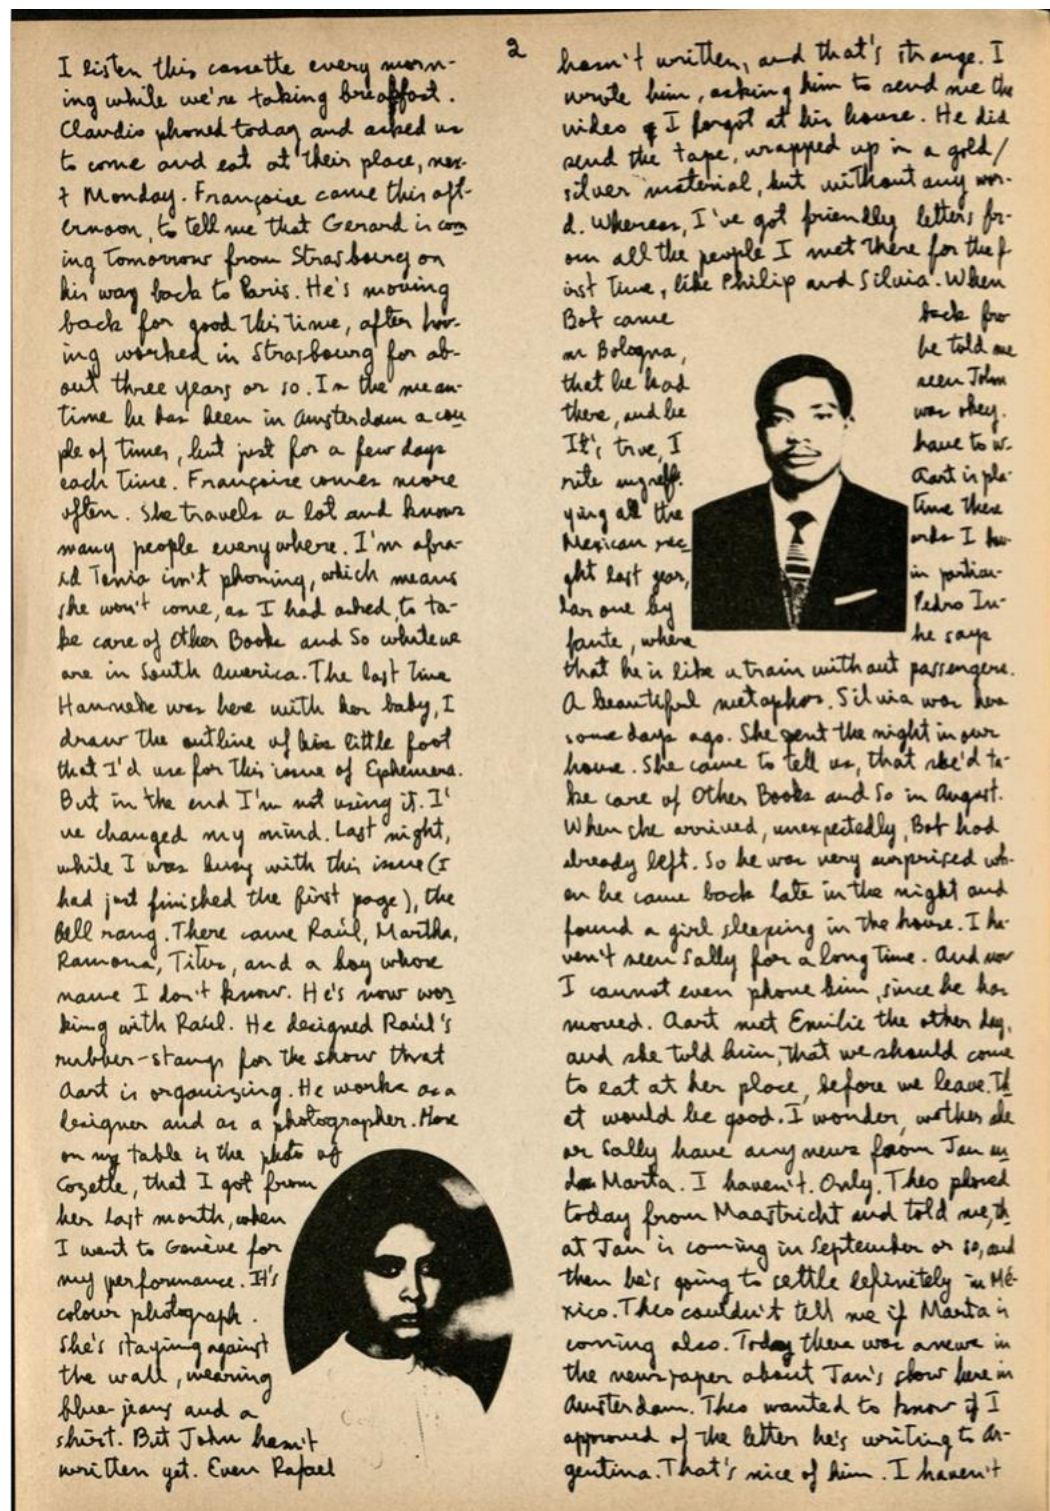 2
I listen this cassette every morn-
ing while we're taking breakfast.
Claudio phoned today and asked us
to come and eat at their place, nex-
t Monday. Françoise came this aft-
ernoon, to tell me that Gerard is com
ing tomorrow from Strasbourg on
his way back to Paris. He's moving
back for good this time, after hav-
ing worked in Strasbourg for ab-
out three years or so. In the mean-
time he has been in Amsterdam a cou
ple of times, but just for a few days
each time. Françoise comes more
often. She travels a lot and knows
many people everywhere. I'm afra-
id Tania isn't phoning, which means
she won't come, as I had asked, to ta-
ke care of Other Books and So while we
are in South America. The last time
Hanneke was here with her baby, I
draw the outline of his little foot
that I'd use for this issue of Ephemera.
But in the end I'm not using it. I'
ve changed my mind. Last night,
while I was busy with this issue (I
had just finished the first page), the
bell rang. There came Raúl, Martha,
Ramona, Titus, and a boy whose
name I don't know. He's now wor
king with Raúl. He designed Raúl's
rubber-stamps for the show that
Aart is organizing. He works as a
designer and as a photographer. Here
on my table is the photo of
Cozette, that I got from
her last month, when
I went to Genève for
my performance. It's
colour photograph.
She's staying against
the wall, wearing
blue-jeans and a
shirt. But John hasn't
written yet. Even Rafael
hasn't written, and that's strange. I
wrote him, asking him to send me the
video I forgot at his house. He did
send the tape, wrapped up in a gold/
silver material, but without any wor-
d. Whereas, I've got friendly letters fr-
om all the people I met there for the f
irst time, like Philip and Silvia. When
Bot came back fro
m Bologna, he told me
that he had seen John
there, and he was okey.
It's true, I have to w-
rite myself. Aart is pla-
ying all the time these
Mexican rec ords I bou-
ght last year, in particu-
lar one by Pedro In-
fante, where he says
that he is like a train without passengers.
A beautiful metaphor. Silvia was here
some days ago. She spent the night in our
house. She came to tell us, that she'd ta-
ke care of Other Books and So in August.
When she arrived, unexpectedly, Bot had
already left. So he was very surprised wh-
en he came back late in the night and
found a girl sleeping in the house. I ha-
ven't seen Sally for a long time. And now
I cannot even phone him, since he has
moved. Aart met Emilie the other day,
and she told him, that we should come
to eat at her place, before we leave. Th
at would be good. I wonder, wether she
or Sally have any news from Jan an
d Marta. I haven't. Only. Theo phoned
today from Maastricht and told me, th
at Jan is coming in September or so, and
then he's going to settle definetely in Mé-
xico. Theo couldn't tell me if Marta is
coming also. Today there was a news in
the newspaper about Jan's show here in
Amsterdam. Theo wanted to know if I
approved of the letter he's writing to Ar-
gentina. That's nice of him. I haven't